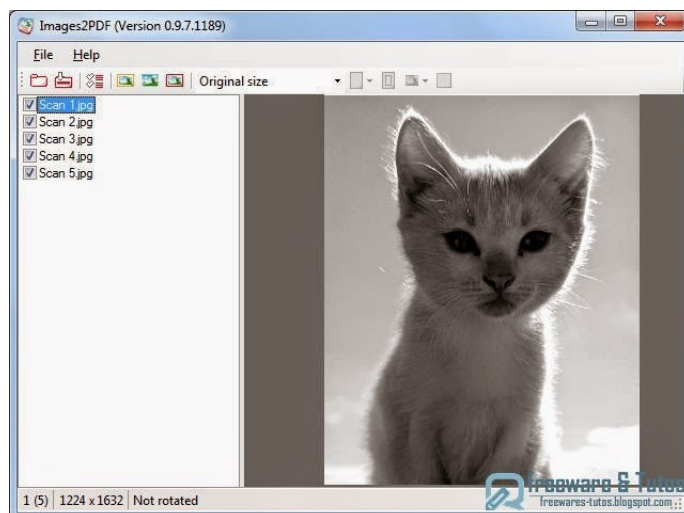 Images2PDF (Version 0.9.7.1189)
File Help
Original size
Scan 1.jpg
Scan 2.jpg
Scan 3.jpg
Scan 4.jpg
Scan 5.jpg
1 (5) 1224 x 1632 Not rotated
freeware & Tutos
freewares-tutos.blogspot.com